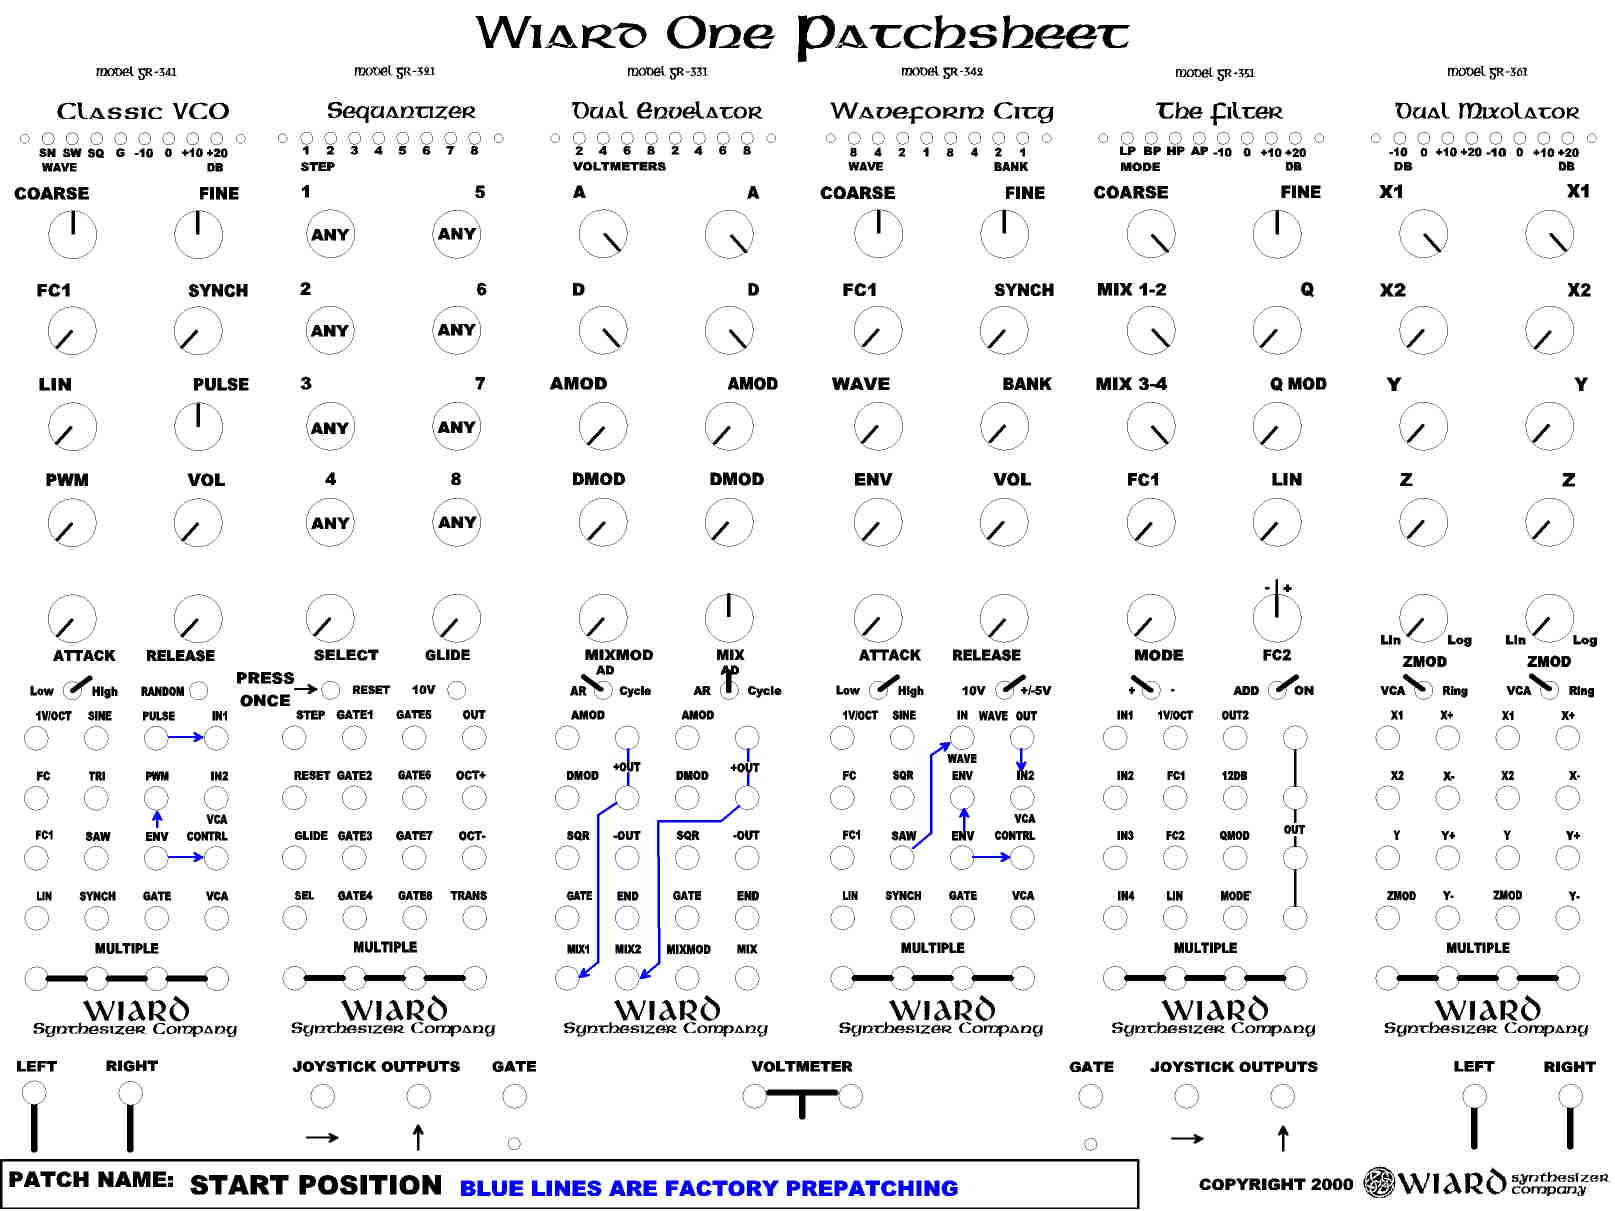 Wiard One Patchsheet
Model GR-341 Model GR-321 Model GR-331 Model GR-342 Model GR-351 Model GR-361
Classic VCO Sequantizer Dual Envelator Waveform City The Filter Dual Mixolator
SN SW SQ G -10 0 +10 +20 1 2 3 4 5 6 7 8 2 4 6 8 2 4 6 8 8 4 2 1 8 4 2 1 LP BP HP AP -10 0 +10 +20 -10 0 +10 +20 -10 0 +10 +20
WAVE DB STEP VOLTMETERS WAVE BANK MODE DB DB DB
COARSE FINE 1 5 A A COARSE FINE COARSE FINE X1 X1
ANY ANY
FC1 SYNCH 2 6 D D FC1 SYNCH MIX 1-2 Q X2 X2
ANY ANY
LIN PULSE 3 7 AMOD AMOD WAVE BANK MIX 3-4 Q MOD Y Y
ANY ANY
PWM VOL 4 8 DMOD DMOD ENV VOL FC1 LIN Z Z
ANY ANY
- +
Lin Log Lin Log
ATTACK RELEASE SELECT GLIDE MIXMOD MIX ATTACK RELEASE MODE FC2 ZMOD ZMOD
AD AD
PRESS ONCE
Low High RANDOM RESET 10V AR Cycle AR Cycle Low High 10V +/-5V + - ADD ON VCA Ring VCA Ring
1V/OCT SINE PULSE IN1 STEP GATE1 GATE5 OUT AMOD AMOD 1V/OCT SINE IN WAVE OUT IN1 1V/OCT OUT2 X1 X+ X1 X+
WAVE
+OUT +OUT
FC TRI PWM IN2 RESET GATE2 GATE6 OCT+ DMOD DMOD FC SQR ENV IN2 IN2 FC1 12DB X2 X- X2 X-
VCA VCA
FC1 SAW ENV CONTRL GLIDE GATE3 GATE7 OCT- SQR -OUT SQR -OUT FC1 SAW ENV CONTRL IN3 FC2 QMOD OUT Y Y+ Y Y+
LIN SYNCH GATE VCA SEL GATE4 GATE8 TRANS GATE END GATE END LIN SYNCH GATE VCA IN4 LIN MODE ZMOD Y- ZMOD Y-
MULTIPLE MULTIPLE MIX1 MIX2 MIXMOD MIX MULTIPLE MULTIPLE MULTIPLE
WIARD WIARD WIARD WIARD WIARD WIARD
Synthesizer Company Synthesizer Company Synthesizer Company Synthesizer Company Synthesizer Company Synthesizer Company
LEFT RIGHT JOYSTICK OUTPUTS GATE VOLTMETER GATE JOYSTICK OUTPUTS LEFT RIGHT
PATCH NAME: START POSITION BLUE LINES ARE FACTORY PREPATCHING
COPYRIGHT 2000 WIARD synthesizer company